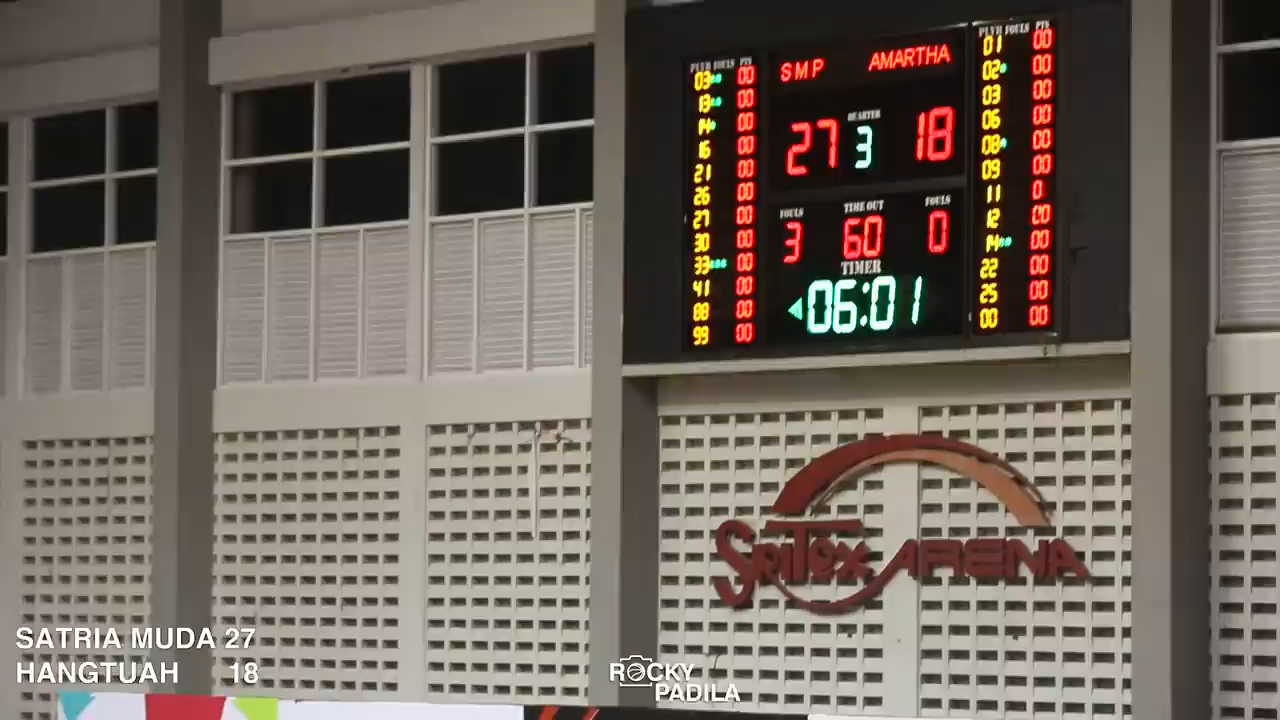 PLYR FOULS PTS
03 00
13 00
14 00
16 00
21 00
26 00
27 00
30 00
33 00
41 00
88 00
99 00
SMP AMARTHA
QUARTER
27 3 18
FOULS TIME OUT FOULS
3 60 0
TIMER
06:01
PLYR FOULS PTS
01 00
02 00
03 00
06 00
08 00
09 00
11 0
12 00
14 00
22 00
25 00
00 00
SPITEX ARENA
SATRIA MUDA 27
HANGTUAH 18
ROCKY
PADILA